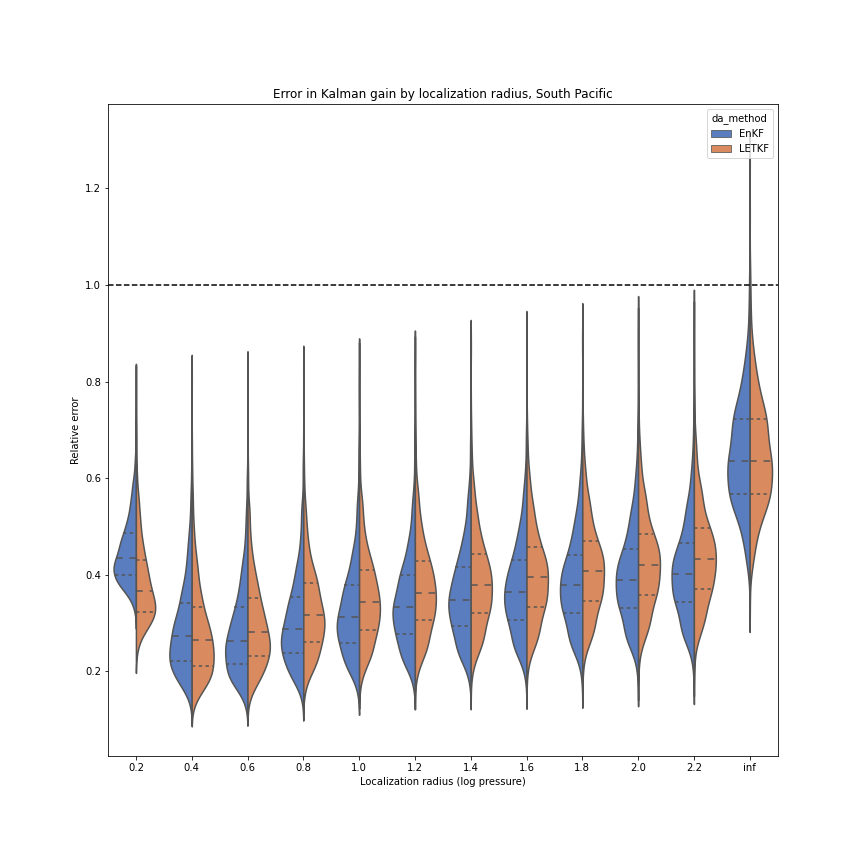 Error in Kalman gain by localization radius, South Pacific
da_method
EnKF
LETKF
Relative error
1.2
1.0
0.8
0.6
0.4
0.2
0.2 0.4 0.6 0.8 1.0 1.2 1.4 1.6 1.8 2.0 2.2 inf
Localization radius (log pressure)